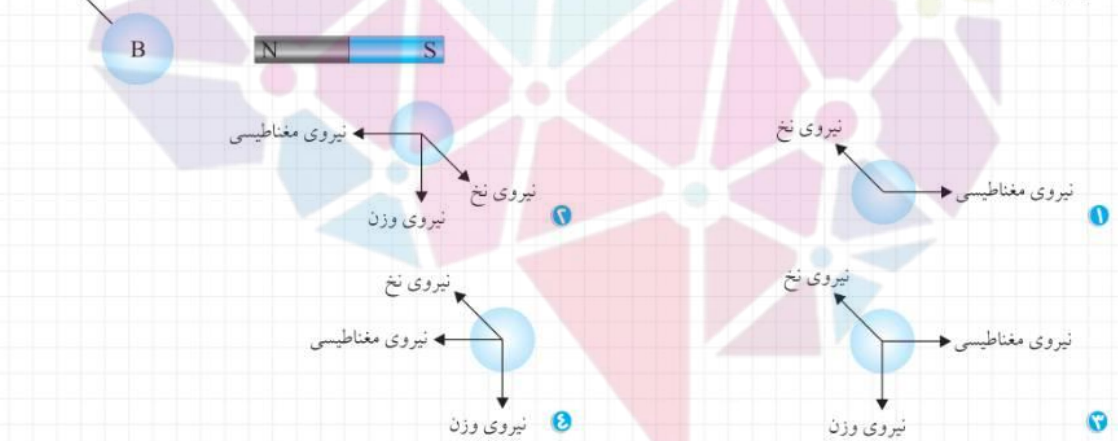 B N S
نیروی نخ
نیروی مغناطیسی
۱
نیروی مغناطیسی
نیروی نخ
نیروی وزن
۲
نیروی نخ
نیروی مغناطیسی
نیروی وزن
۳
نیروی نخ
نیروی مغناطیسی
نیروی وزن
٤